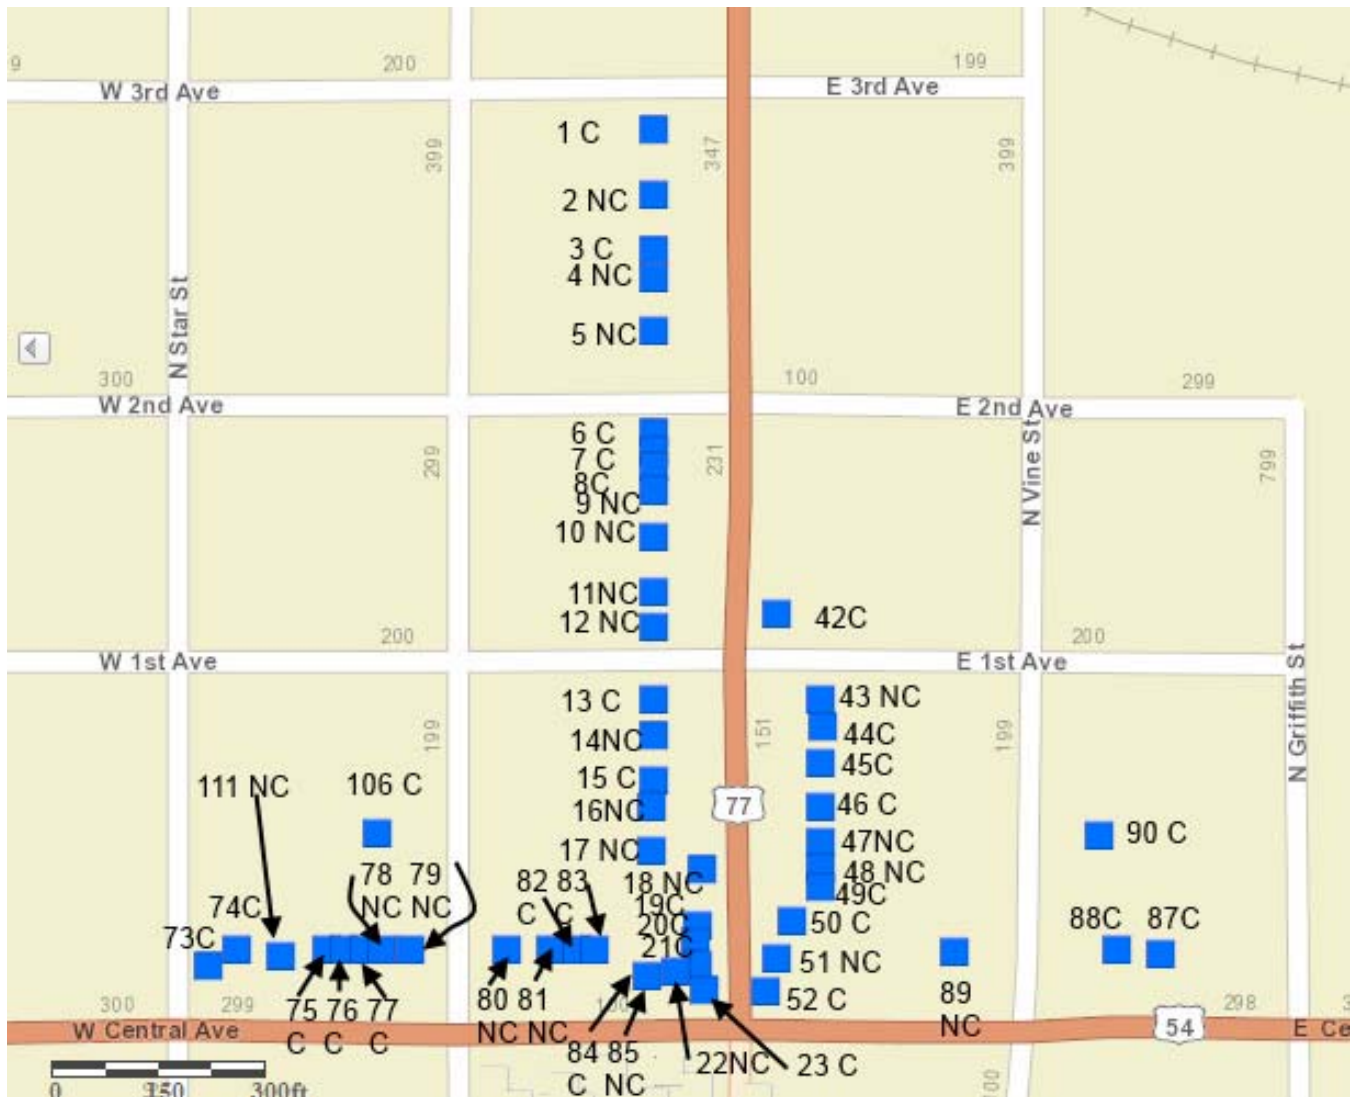 9
200
199
W 3rd Ave
E 3rd Ave
1 C
399
347
399
2 NC
3 C
4 NC
N Star St
5 NC
300
100
299
W 2nd Ave
E 2nd Ave
6 C
7 C
8C
9 NC
10 NC
299
231
N Vine St
799
11NC
12 NC
42C
200
200
W 1st Ave
E 1st Ave
N Griffith St
13 C
43 NC
14NC
44C
199
151
199
15 C
45C
111 NC
106 C
16NC
77
46 C
90 C
17 NC
47NC
48 NC
78 79
NC NC
82 83
C C
18 NC
49C
19C
74C
20C
50 C
88C
87C
73C
21C
51 NC
300
299
75 76 77
C C C
80 81
NC NC
52 C
89
NC
298
W Central Ave
54
E Ce
84 85
C NC
22NC
23 C
0
150
300ft
100